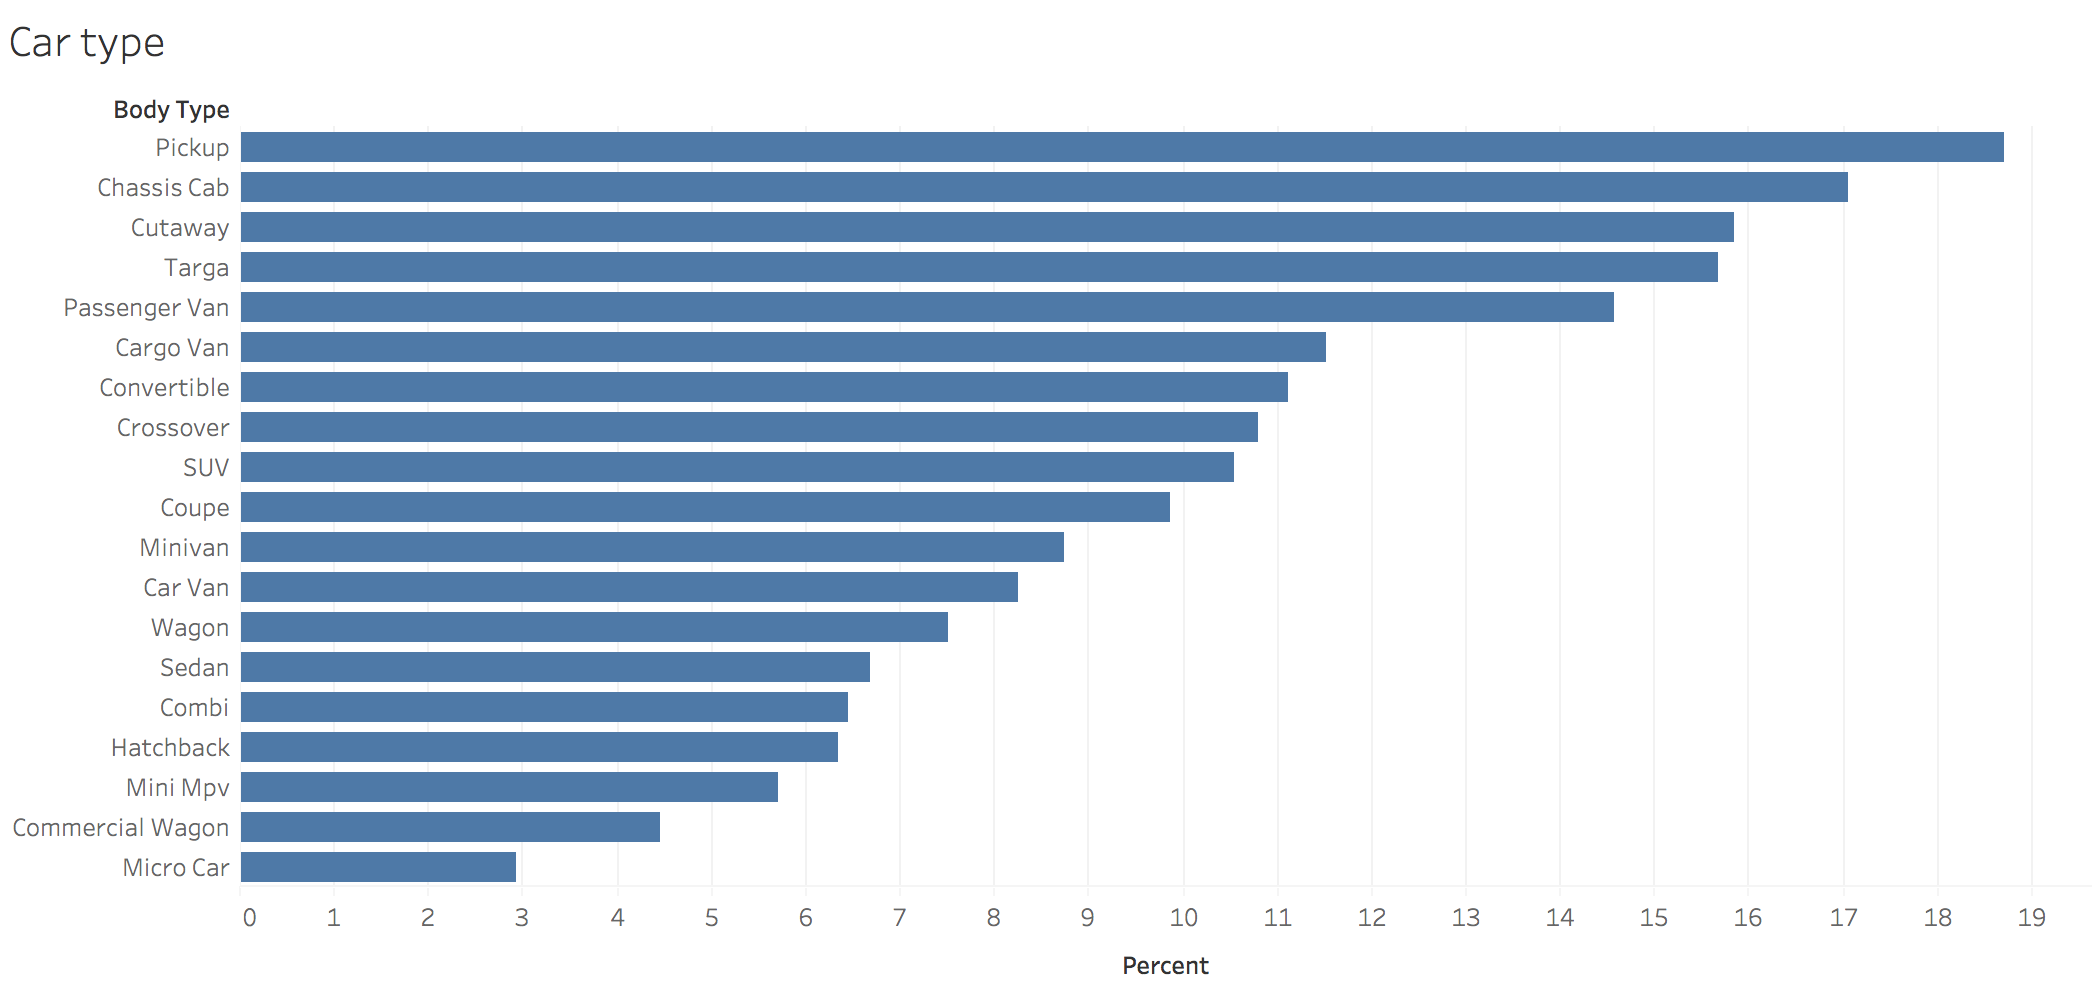 Car type
Body Type
Pickup
Chassis Cab
Cutaway
Targa
Passenger Van
Cargo Van
Convertible
Crossover
SUV
Coupe
Minivan
Car Van
Wagon
Sedan
Combi
Hatchback
Mini Mpv
Commercial Wagon
Micro Car
0 1 2 3 4 5 6 7 8 9 10 11 12 13 14 15 16 17 18 19
Percent